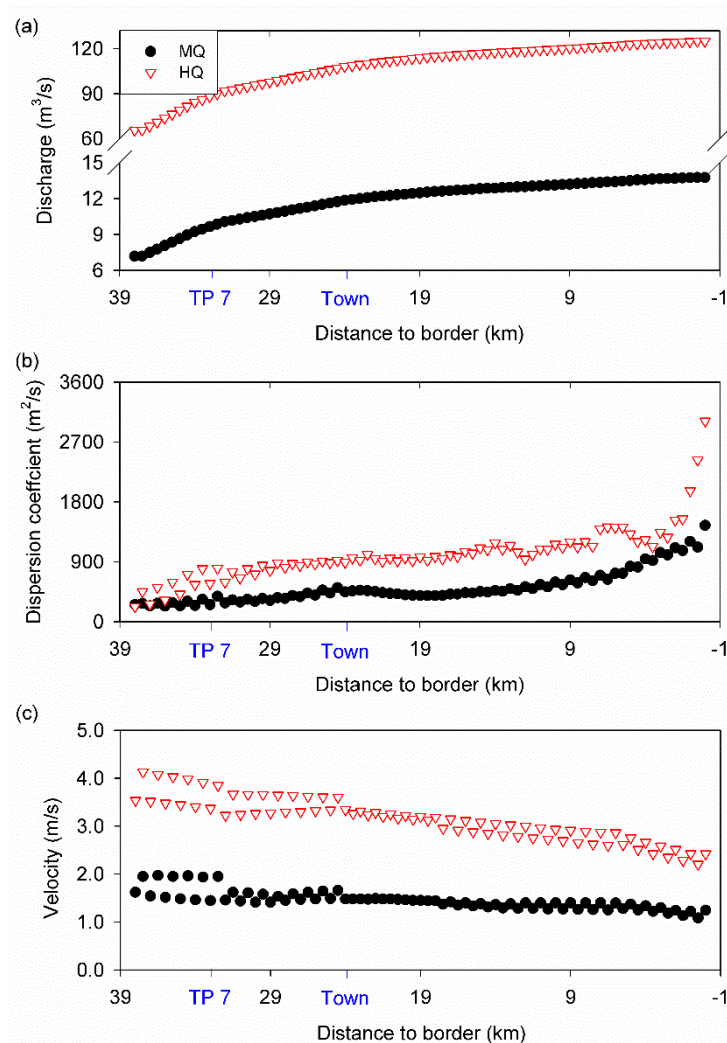 (a)
MQ
HQ
120
90
60
15
12
9
6
Discharge (m³/s)
39 TP 7 29 Town 19 9 -1
Distance to border (km)
(b)
3600
2700
1800
900
0
Dispersion coeffcient (m²/s)
39 TP 7 29 Town 19 9 -1
Distance to border (km)
(c)
5.0
4.0
3.0
2.0
1.0
0.0
Velocity (m/s)
39 TP 7 29 Town 19 9 -1
Distance to border (km)